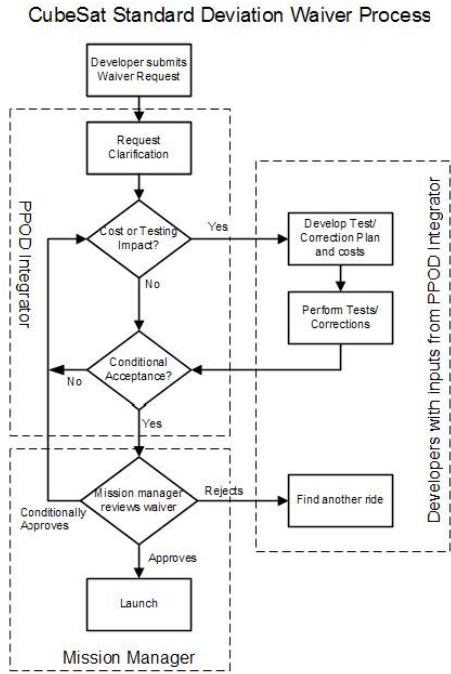 CubeSat Standard Deviation Waiver Process
Developer submits
Waiver Request
Request
Clarification
PPOD Integrator
Cost or Testing
Impact?
Yes
No
Develop Test/
Correction Plan
and costs
Perform Tests/
Corrections
Developers with inputs from PPOD Integrator
Conditional
Acceptance?
No
Yes
Mission manager
reviews waiver
Rejects
Find another ride
Conditionally
Approves
Approves
Launch
Mission Manager